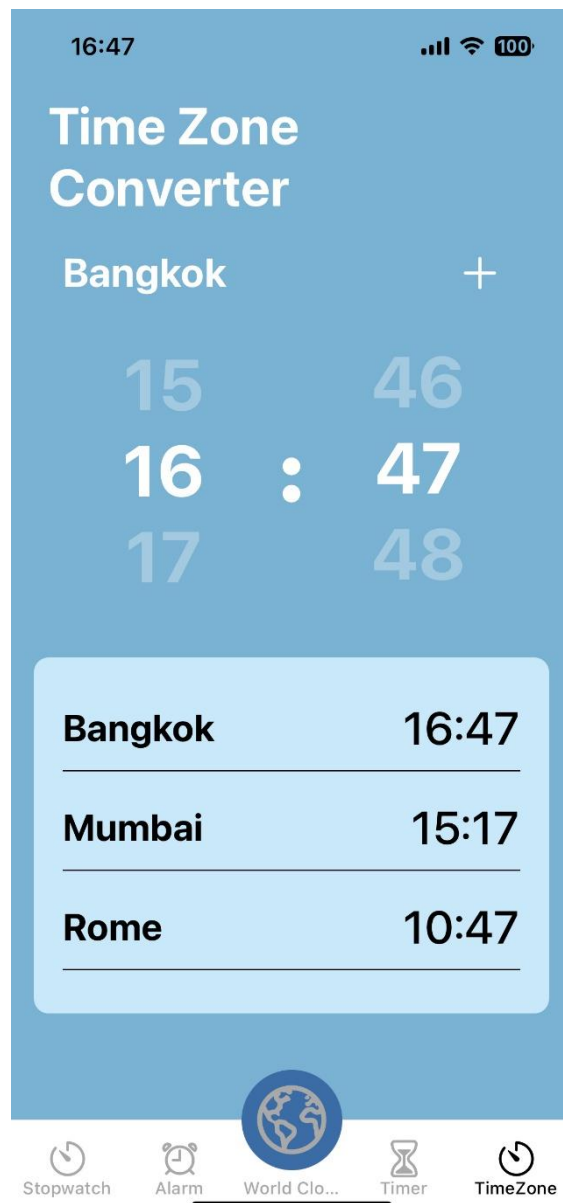 16:47 100
Time Zone
Converter
Bangkok +
15 46
16 : 47
17 48
Bangkok 16:47
Mumbai 15:17
Rome 10:47
Stopwatch Alarm World Clo... Timer TimeZone